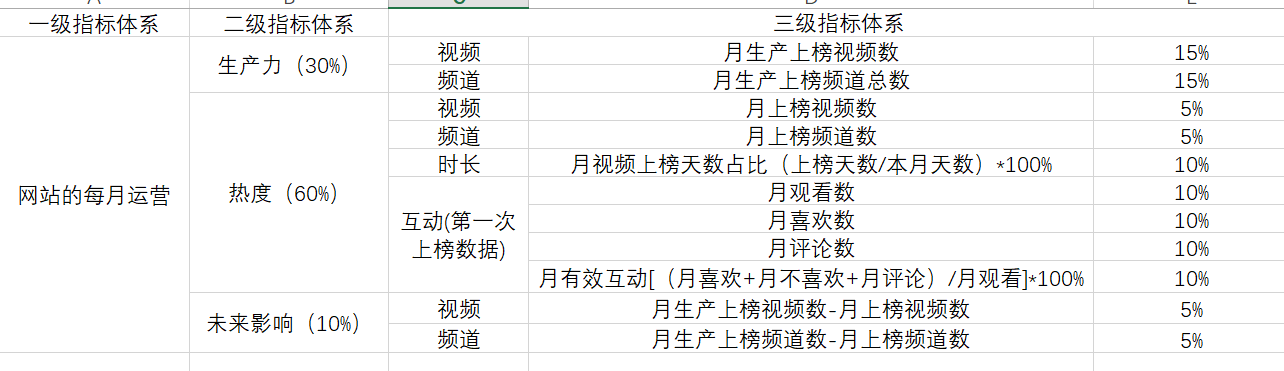 一级指标体系 二级指标体系 三级指标体系
网站的每月运营
生产力（30%）
视频 月生产上榜视频数 15%
频道 月生产上榜频道总数 15%
热度（60%）
视频 月上榜视频数 5%
频道 月上榜频道数 5%
时长 月视频上榜天数占比（上榜天数/本月天数）*100% 10%
互动(第一次
上榜数据)
月观看数 10%
月喜欢数 10%
月评论数 10%
月有效互动[（月喜欢+月不喜欢+月评论）/月观看]*100% 10%
未来影响（10%）
视频 月生产上榜视频数-月上榜视频数 5%
频道 月生产上榜频道数-月上榜频道数 5%